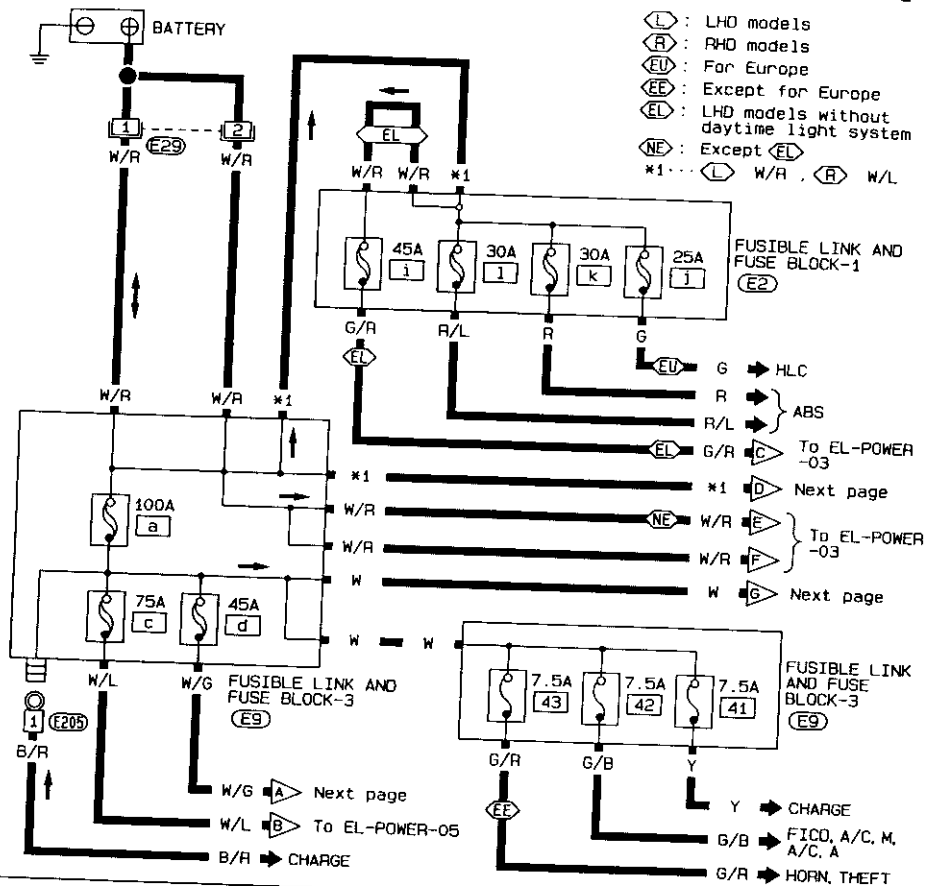 BATTERY
L : LHD models
R : RHD models
EU : For Europe
EE : Except for Europe
EL : LHD models without
daytime light system
NE : Except EL
*1··· L W/R , R W/L
1 2
E29
W/R W/R
EL
W/R W/R *1
45A i 30A l 30A k 25A j
FUSIBLE LINK AND
FUSE BLOCK-1
E2
G/R R/L R G
EL
EU G HLC
R
R/L
ABS
EL G/R C To EL-POWER
-03
W/R W/R *1
*1 *1 D Next page
W/R NE W/R E
W/R W/R F
To EL-POWER
-03
W W G Next page
100A
a
75A c 45A d
W W
7.5A 43 7.5A 42 7.5A 41
FUSIBLE LINK
AND FUSE
BLOCK-3
E9
W/L W/G
FUSIBLE LINK AND
FUSE BLOCK-3
E9
1 E205
B/R
G/R G/B Y
EE
W/G A Next page
W/L B To EL-POWER-05
B/R CHARGE
Y CHARGE
G/B FICO, A/C, M,
A/C, A
G/R HORN, THEFT